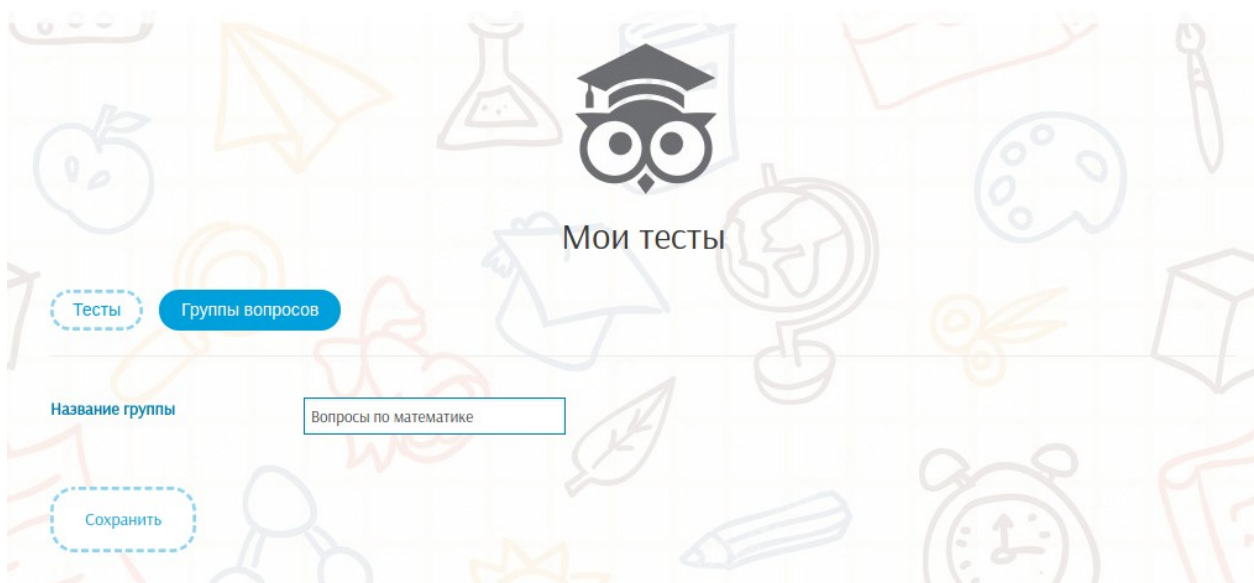 Мои тесты
Тесты
Группы вопросов
Название группы
Вопросы по математике
Сохранить